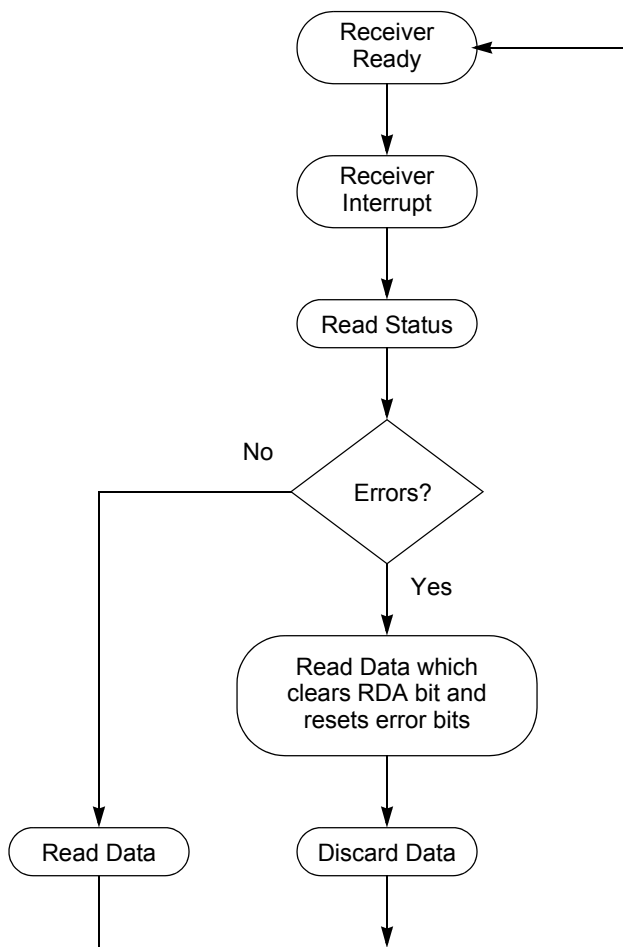 Receiver
Ready
Receiver
Interrupt
Read Status
No
Errors?
Yes
Read Data which
clears RDA bit and
resets error bits
Read Data
Discard Data